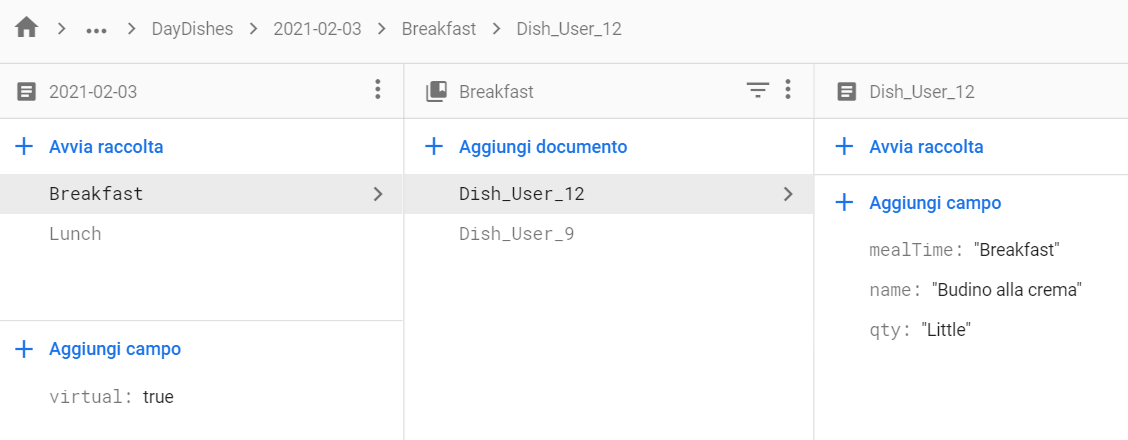 ... DayDishes 2021-02-03 Breakfast Dish_User_12
2021-02-03
Breakfast
Dish_User_12
Avvia raccolta
Aggiungi documento
Avvia raccolta
Breakfast
Dish_User_12
Aggiungi campo
Lunch
Dish_User_9
mealTime: "Breakfast"
name: "Budino alla crema"
qty: "Little"
Aggiungi campo
virtual: true